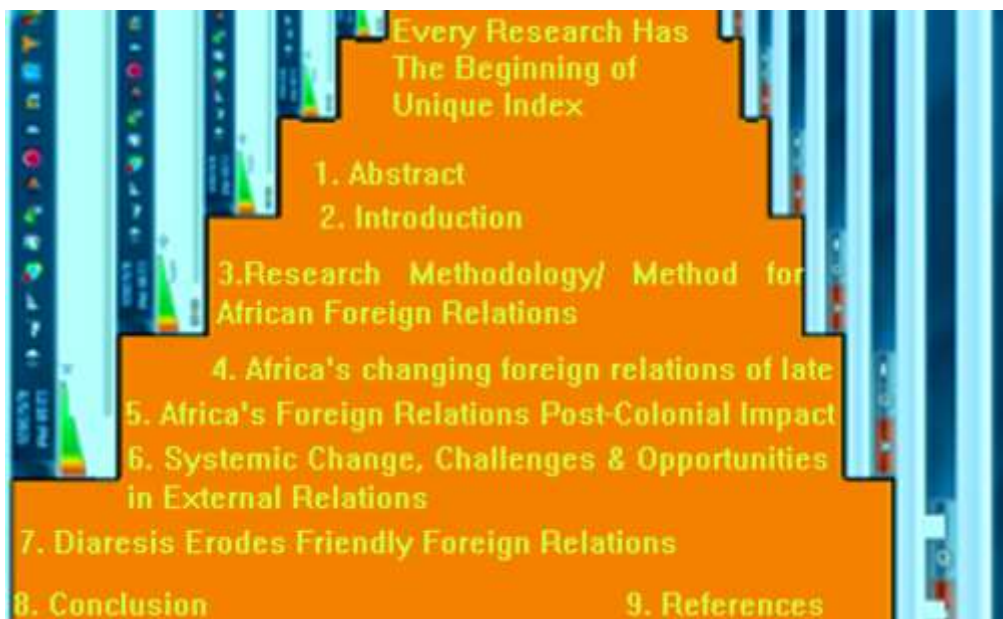 Every Research Has
The Beginning of
Unique Index
1. Abstract
2. Introduction
3.Research Methodology/ Method for
African Foreign Relations
4. Africa's changing foreign relations of late
5. Africa's Foreign Relations Post-Colonial Impact
6. Systemic Change, Challenges & Opportunities
in External Relations
7. Diaresis Erodes Friendly Foreign Relations
8. Conclusion 9. References